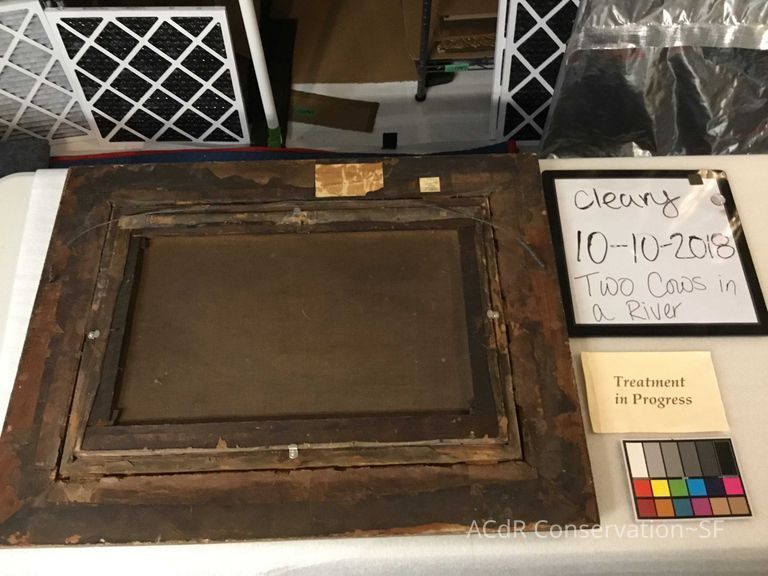 Cleary
10-10-2018
Two Cows in
a River
Treatment
in Progress
ACdR Conservation~SF